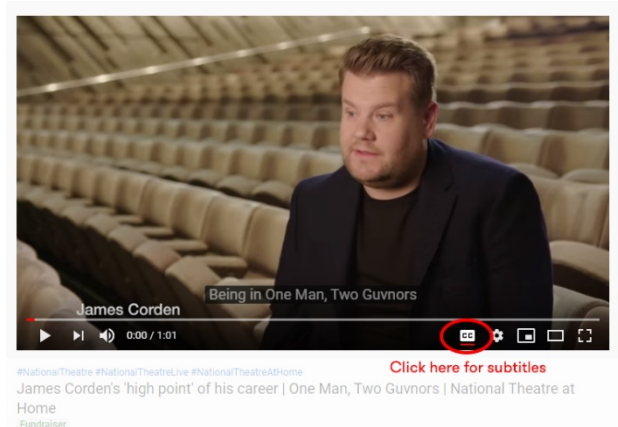 Being in One Man, Two Guvnors
James Corden
0:00 / 1:01
CC
Click here for subtitles
#NationalTheatre #NationalTheatreLive #NationalTheatreAtHome
James Corden's 'high point' of his career | One Man, Two Guvnors | National Theatre at
Home
Fundraiser